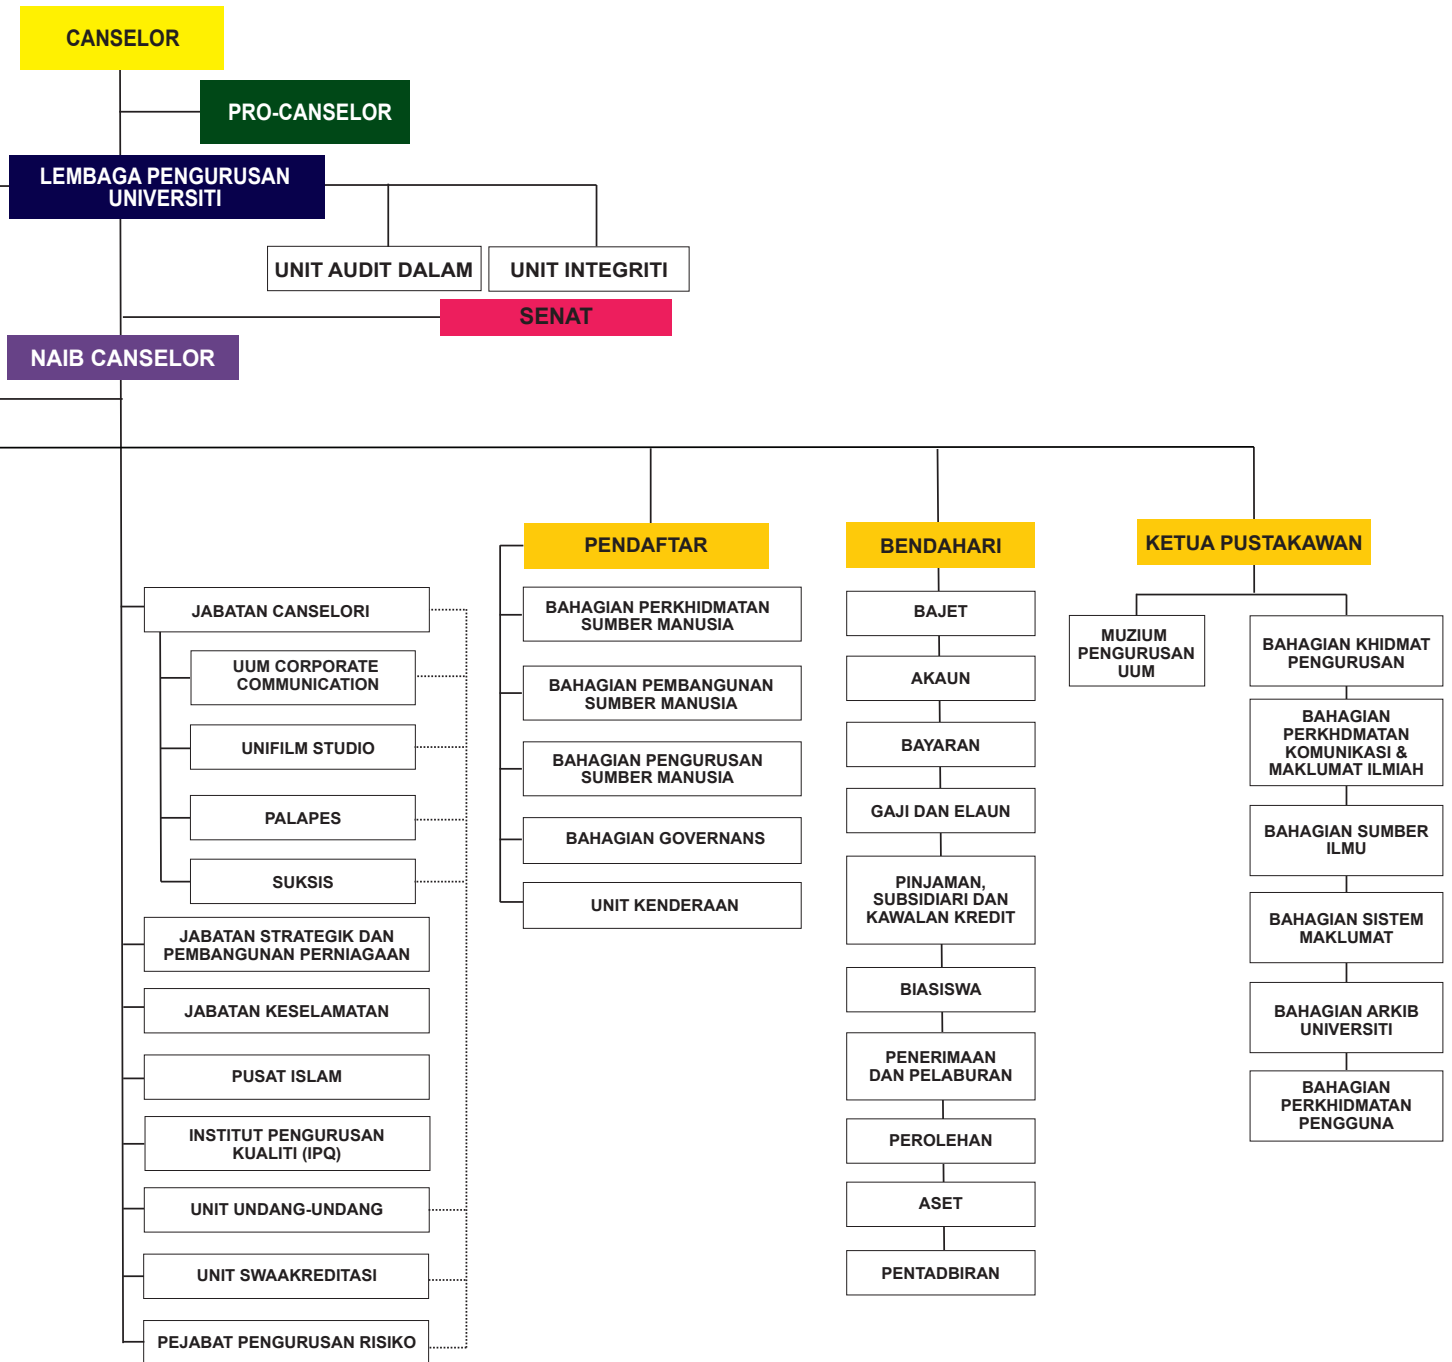 CANSELOR
PRO-CANSELOR
LEMBAGA PENGURUSAN
UNIVERSITI
UNIT AUDIT DALAM
UNIT INTEGRITI
SENAT
NAIB CANSELOR
JABATAN CANSELORI
UUM CORPORATE
COMMUNICATION
UNIFILM STUDIO
PALAPES
SUKSIS
JABATAN STRATEGIK DAN
PEMBANGUNAN PERNIAGAAN
JABATAN KESELAMATAN
PUSAT ISLAM
INSTITUT PENGURUSAN
KUALITI (IPQ)
UNIT UNDANG-UNDANG
UNIT SWAAKREDITASI
PEJABAT PENGURUSAN RISIKO
PENDAFTAR
BAHAGIAN PERKHIDMATAN
SUMBER MANUSIA
BAHAGIAN PEMBANGUNAN
SUMBER MANUSIA
BAHAGIAN PENGURUSAN
SUMBER MANUSIA
BAHAGIAN GOVERNANS
UNIT KENDERAAN
BENDAHARI
BAJET
AKAUN
BAYARAN
GAJI DAN ELAUN
PINJAMAN,
SUBSIDIARI DAN
KAWALAN KREDIT
BIASISWA
PENERIMAAN
DAN PELABURAN
PEROLEHAN
ASET
PENTADBIRAN
KETUA PUSTAKAWAN
MUZIUM
PENGURUSAN
UUM
BAHAGIAN KHIDMAT
PENGURUSAN
BAHAGIAN
PERKHDMATAN
KOMUNIKASI &
MAKLUMAT ILMIAH
BAHAGIAN SUMBER
ILMU
BAHAGIAN SISTEM
MAKLUMAT
BAHAGIAN ARKIB
UNIVERSITI
BAHAGIAN
PERKHIDMATAN
PENGGUNA